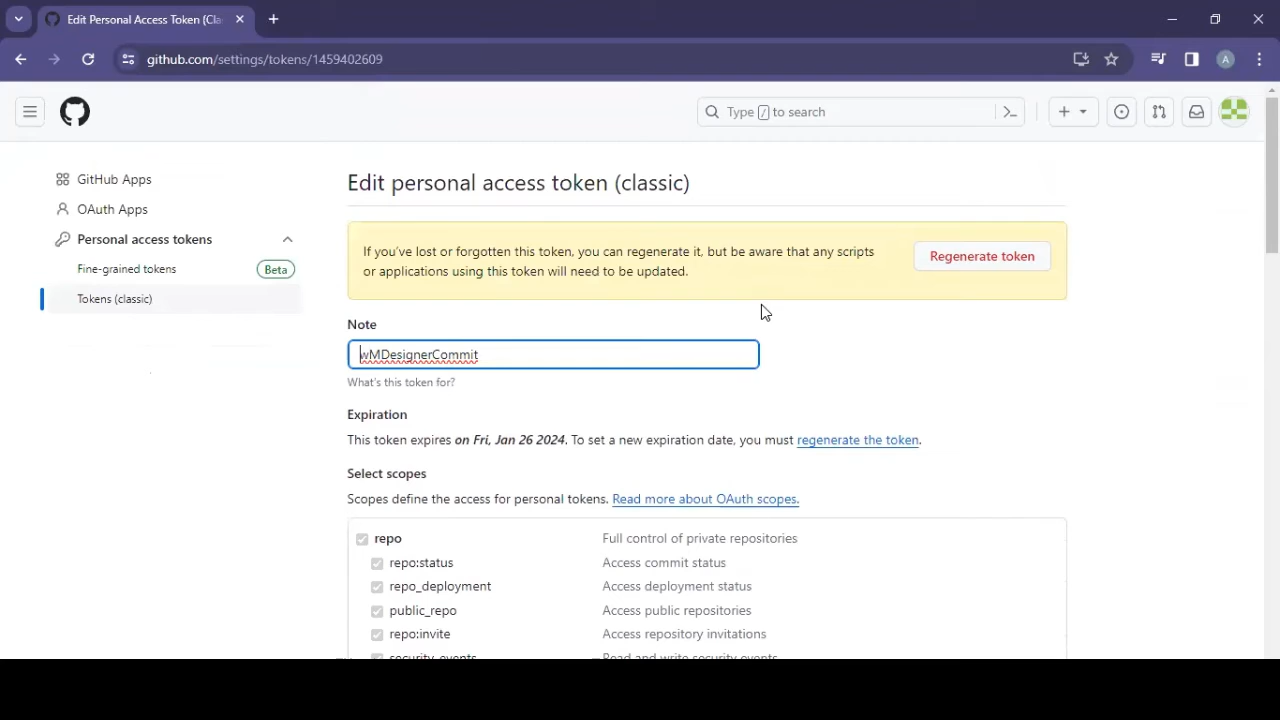 Edit Personal Access Token (Cla
github.com/settings/tokens/1459402609
A
Type / to search
GitHub Apps
OAuth Apps
Personal access tokens
Fine-grained tokens
Beta
Tokens (classic)
Edit personal access token (classic)
If you've lost or forgotten this token, you can regenerate it, but be aware that any scripts
or applications using this token will need to be updated.
Regenerate token
Note
wMDesignerCommit
What's this token for?
Expiration
This token expires on Fri, Jan 26 2024. To set a new expiration date, you must regenerate the token.
Select scopes
Scopes define the access for personal tokens. Read more about OAuth scopes.
repo Full control of private repositories
repo:status Access commit status
repo_deployment Access deployment status
public_repo Access public repositories
repo:invite Access repository invitations
security_events Read and write security events